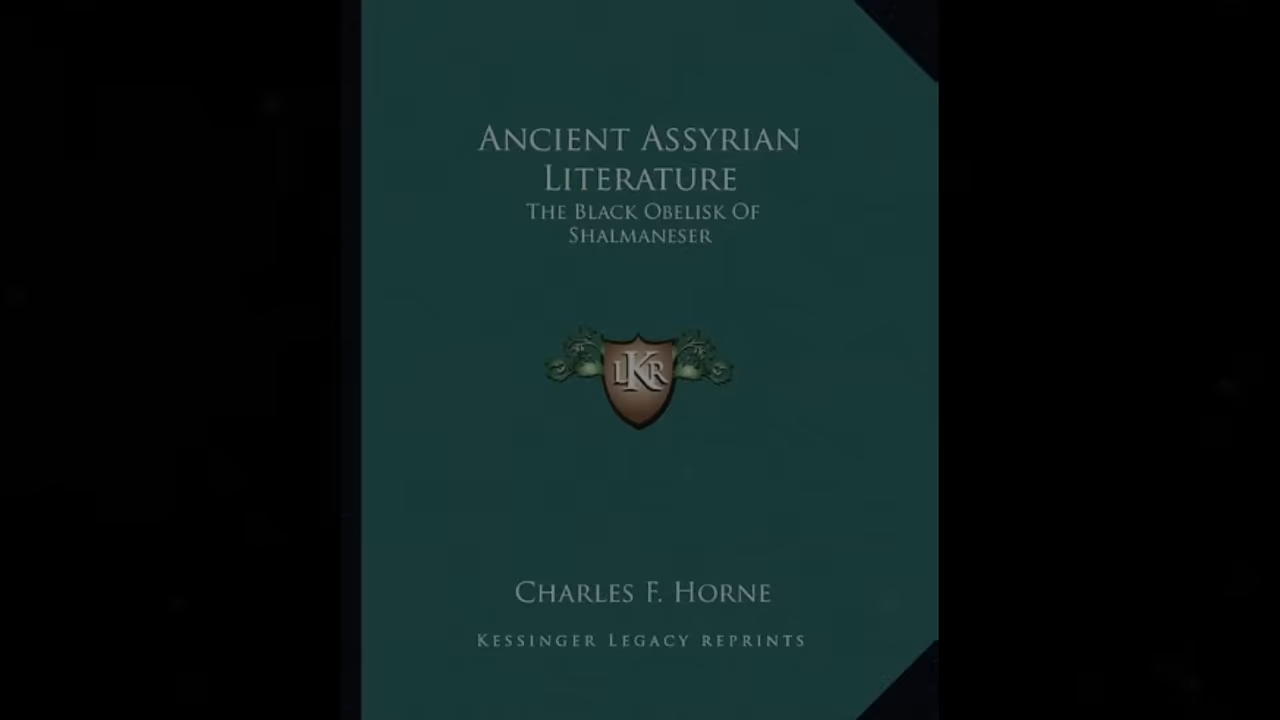 ANCIENT ASSYRIAN
LITERATURE
THE BLACK OBELISK OF
SHALMANESER
LKR
CHARLES F. HORNE
KESSINGER LEGACY REPRINTS